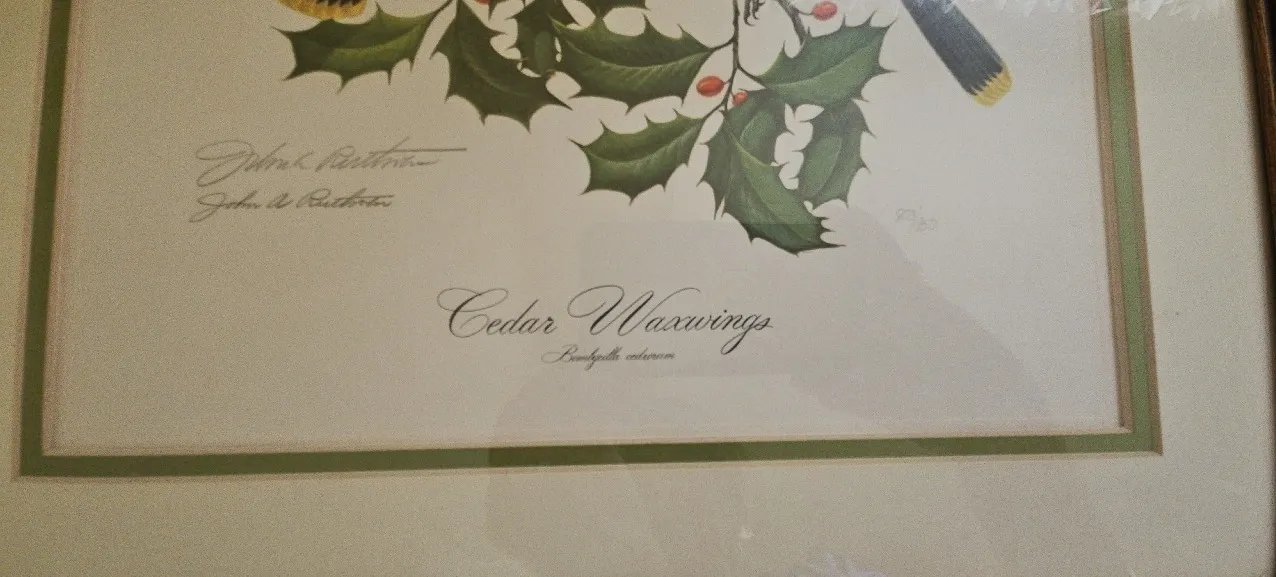 John A Ruthven
John A Ruthven
Cedar Waxwings
Bombycilla cedrorum